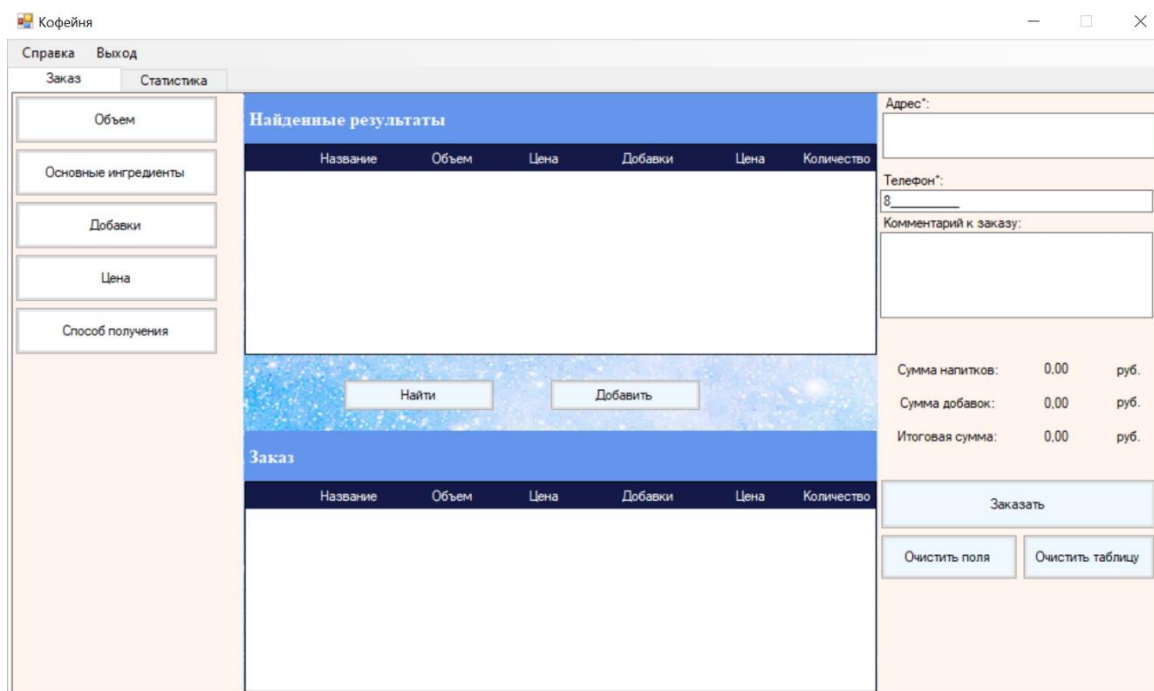 Кофейня
Справка Выход
Заказ Статистика
Объем
Основные ингредиенты
Добавки
Цена
Способ получения
Найденные результаты
Название Объем Цена Добавки Цена Количество
Найти Добавить
Заказ
Название Объем Цена Добавки Цена Количество
Адрес*:
Телефон*:
8__________
Комментарий к заказу:
Сумма напитков: 0,00 руб.
Сумма добавок: 0,00 руб.
Итоговая сумма: 0,00 руб.
Заказать
Очистить поля Очистить таблицу